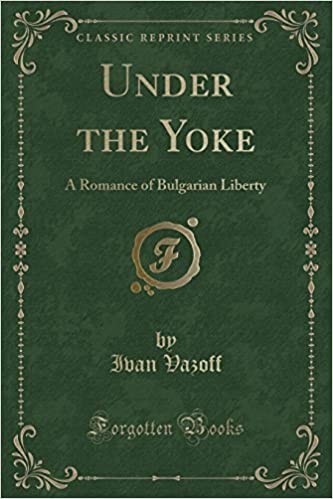 CLASSIC REPRINT SERIES
UNDER
THE YOKE
A Romance of Bulgarian Liberty
F
by
Ivan Vazoff
Forgotten Books